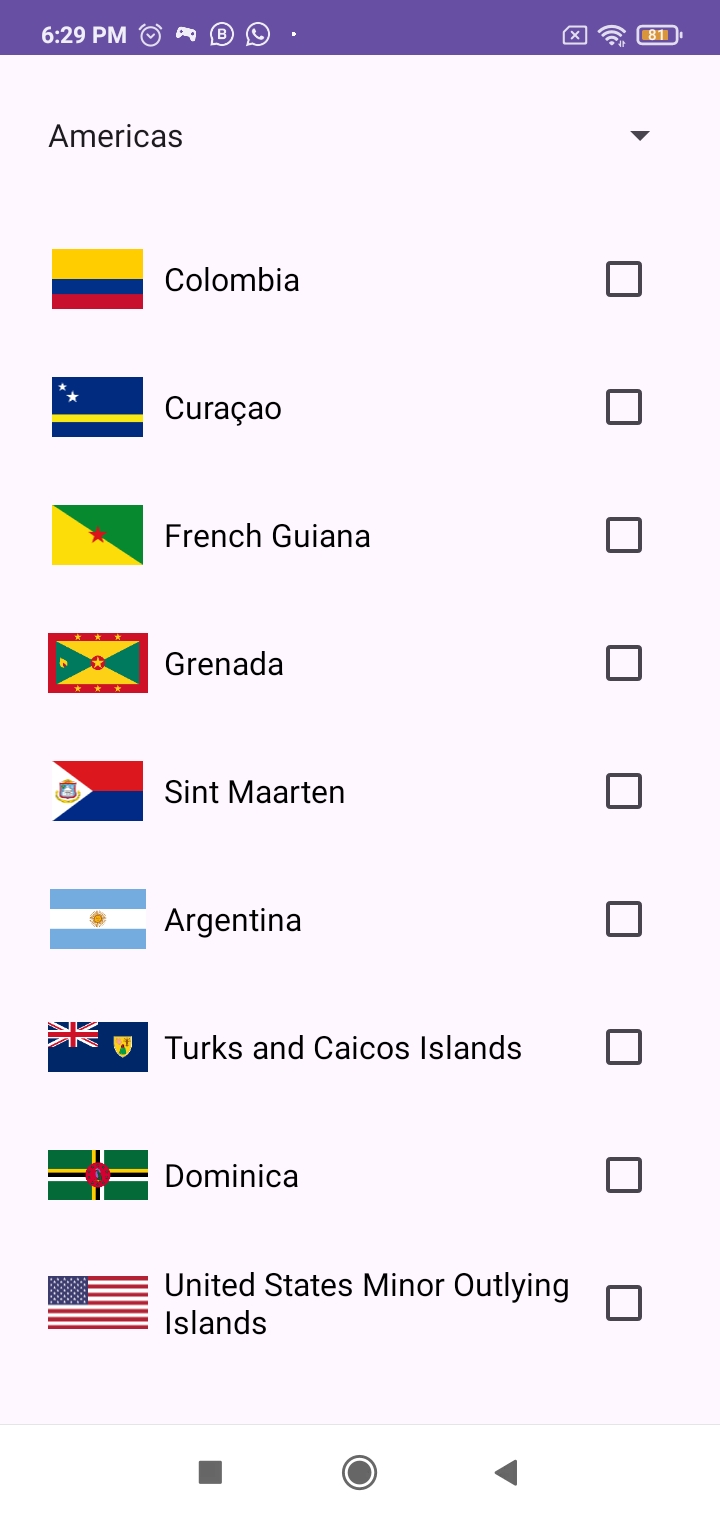 6:29 PM B 81
Americas
Colombia
Curaçao
French Guiana
Grenada
Sint Maarten
Argentina
Turks and Caicos Islands
Dominica
United States Minor Outlying
Islands